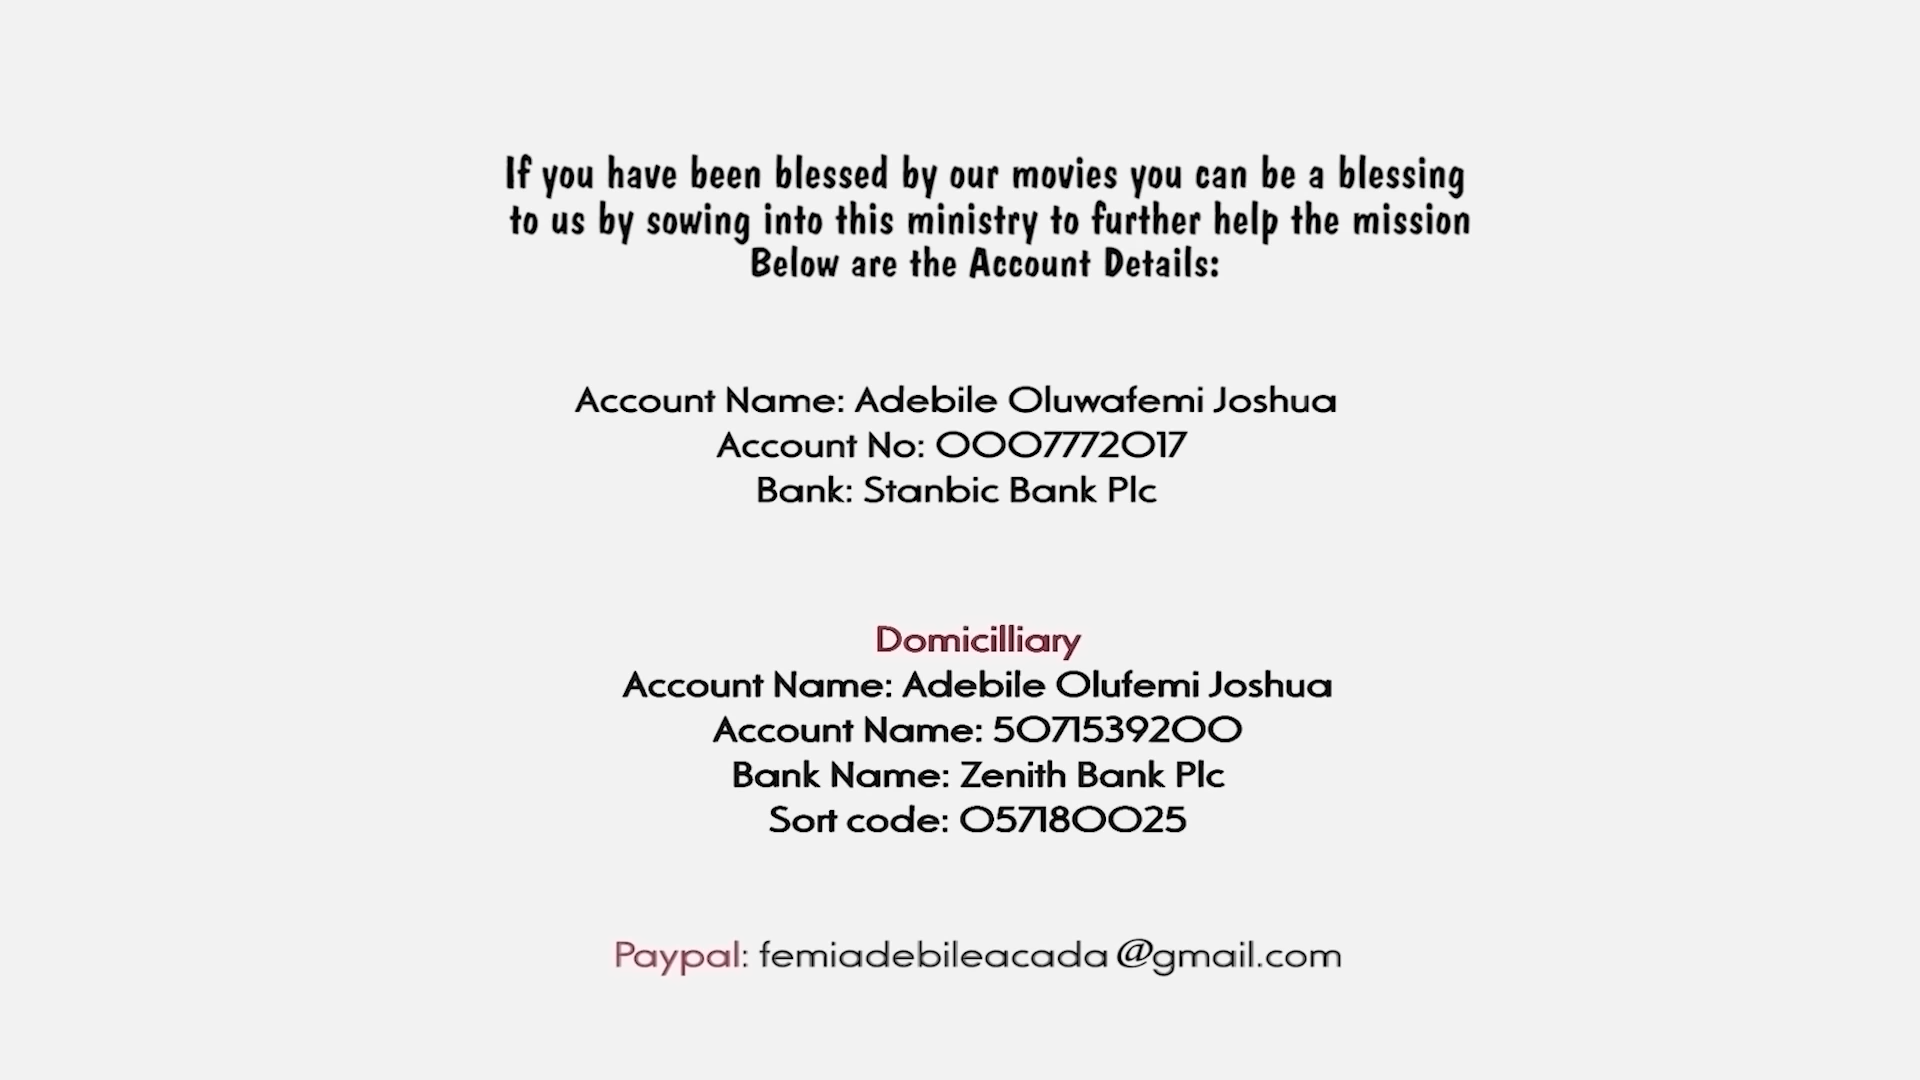 If you have been blessed by our movies you can be a blessing
to us by sowing into this ministry to further help the mission
Below are the Account Details:
Account Name: Adebile Oluwafemi Joshua
Account No: 0007772017
Bank: Stanbic Bank Plc
Domicilliary
Account Name: Adebile Olufemi Joshua
Account Name: 5071539200
Bank Name: Zenith Bank Plc
Sort code: 057180025
Paypal: femiadebileacada@gmail.com